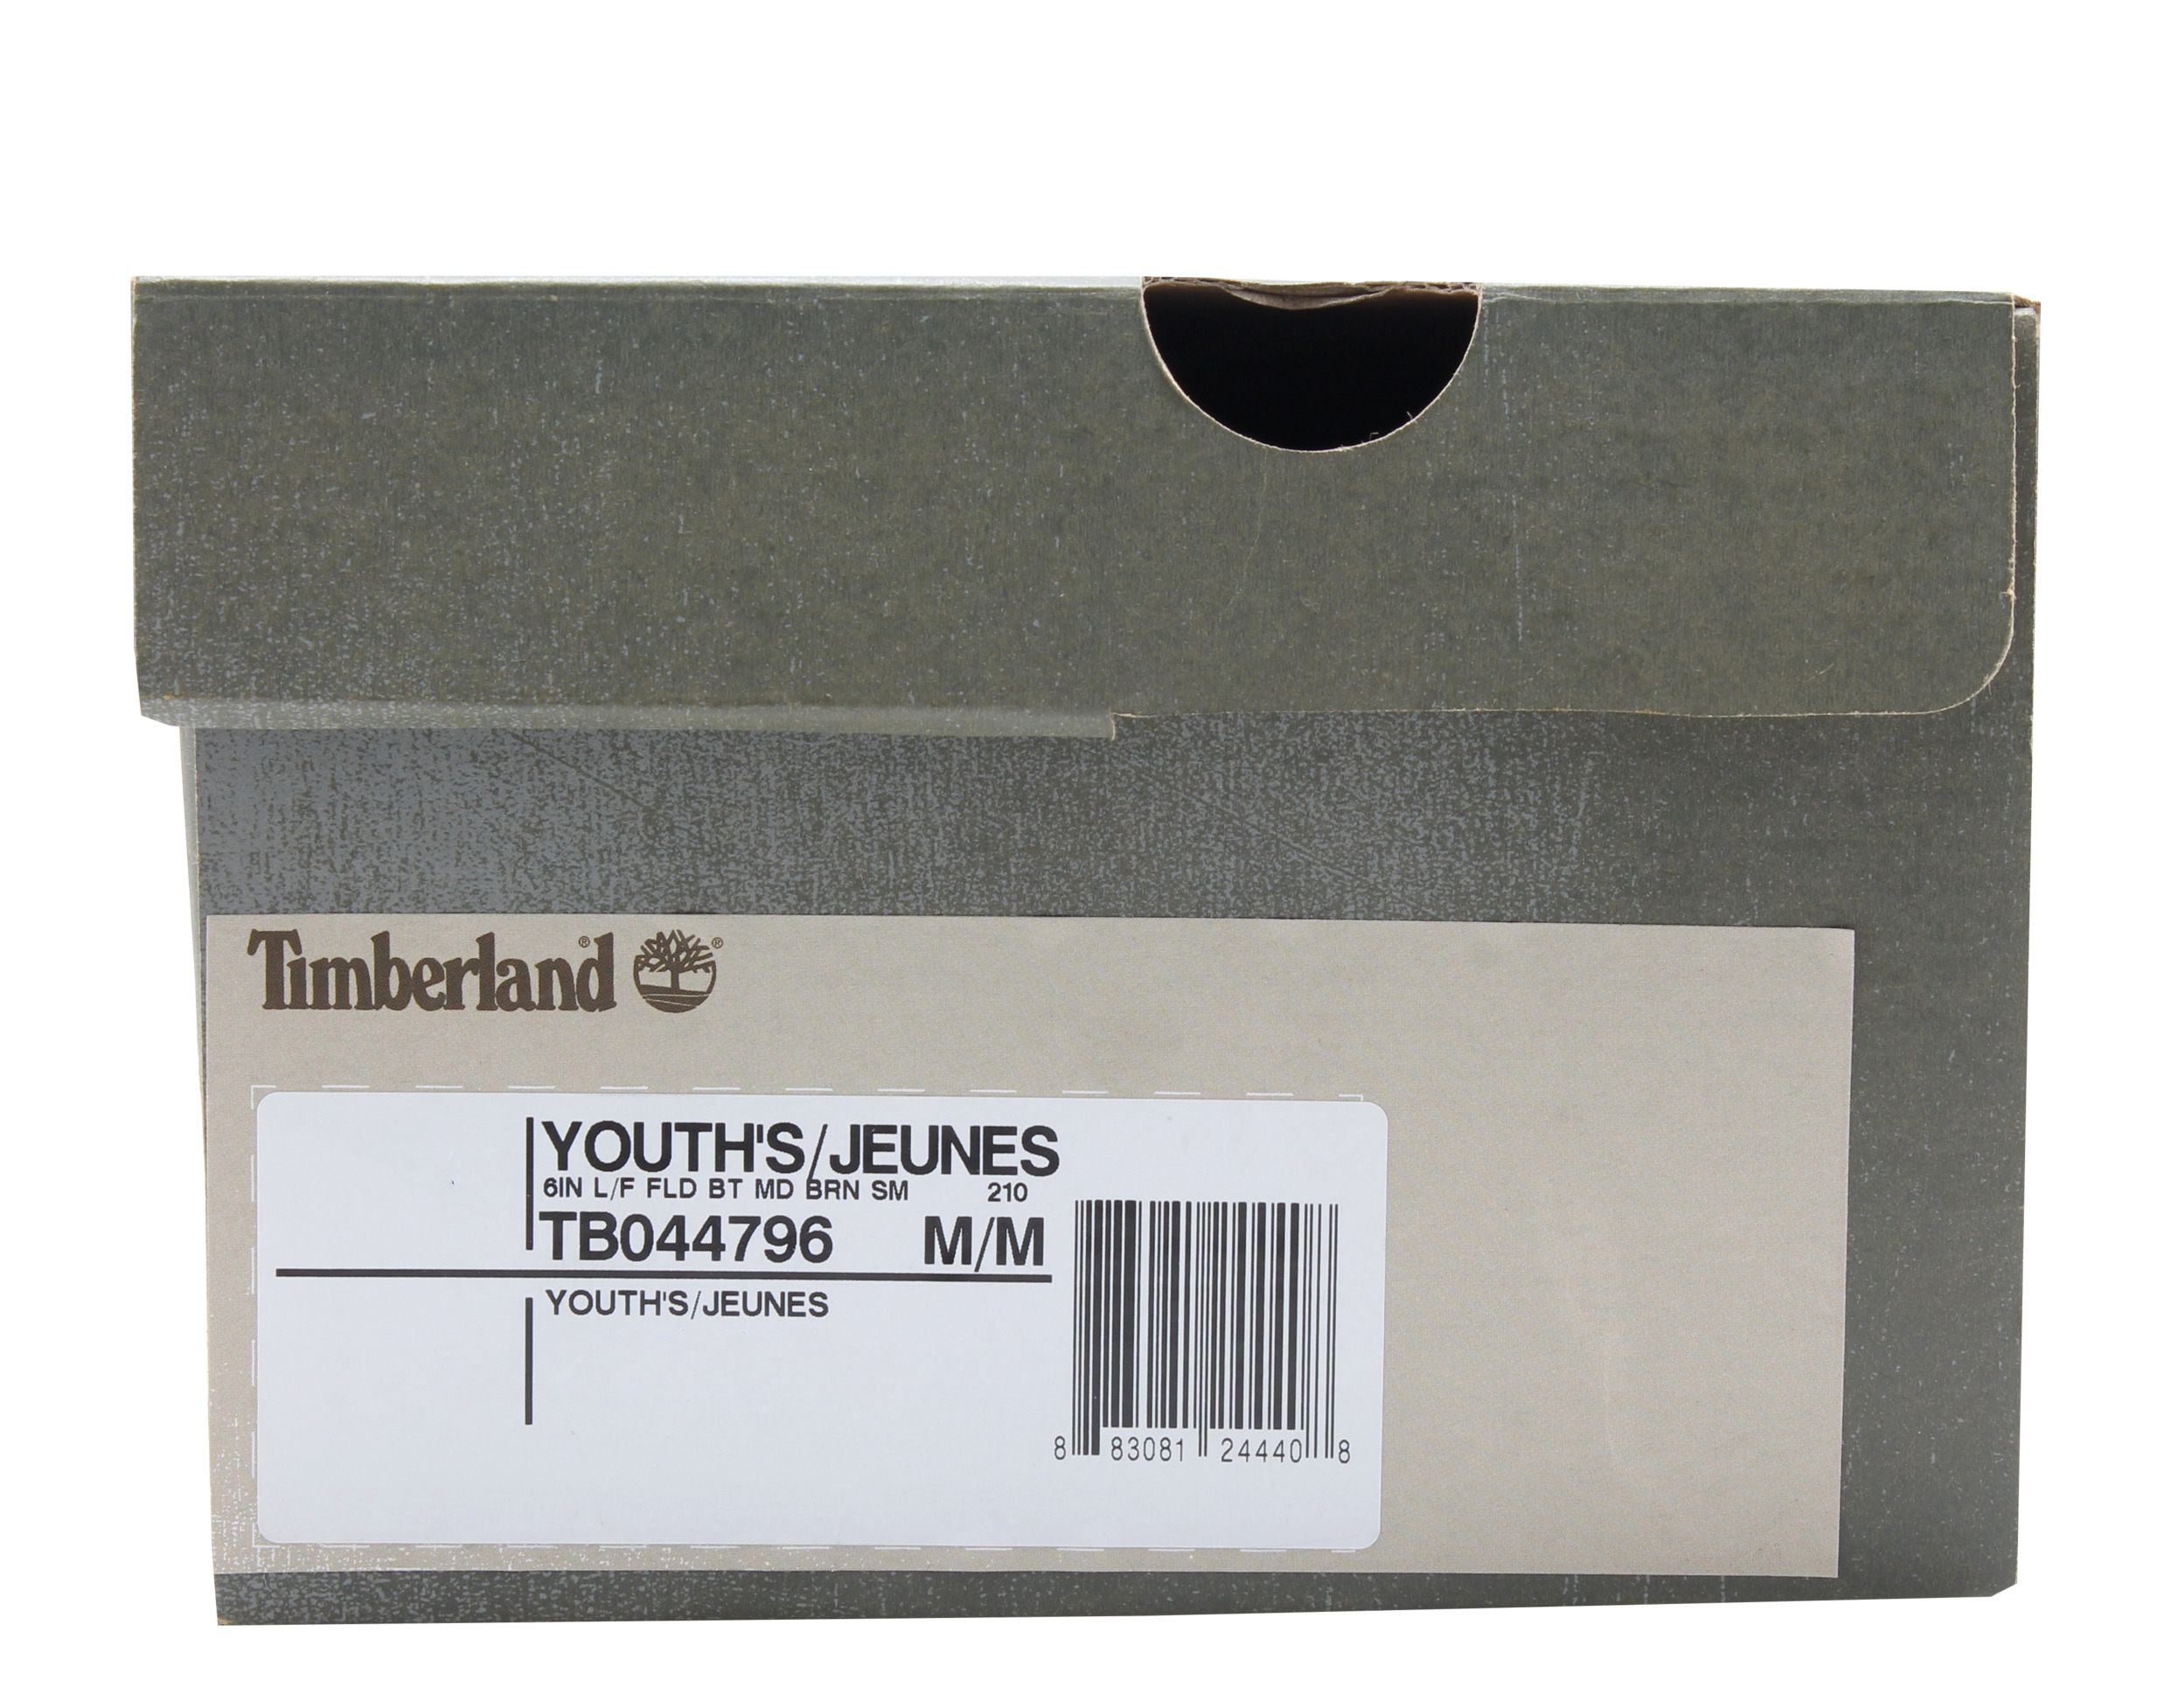 Timberland®
®
YOUTH'S/JEUNES
6IN L/F FLD BT MD BRN SM 210
TB044796 M/M
YOUTH'S/JEUNES
8 83081 24440 8